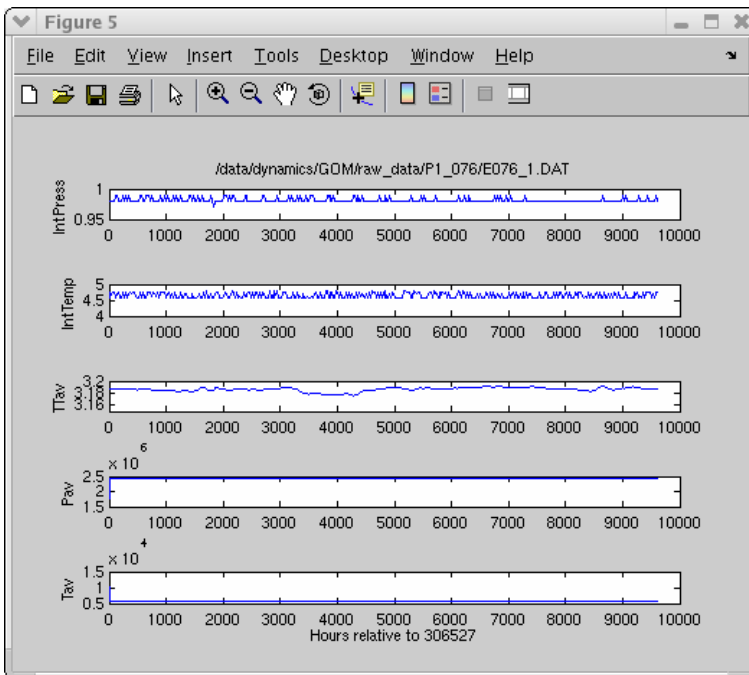 Figure 5
File Edit View Insert Tools Desktop Window Help
/data/dynamics/GOM/raw_data/P1_076/E076_1.DAT
IntPress
1
0.95
0 1000 2000 3000 4000 5000 6000 7000 8000 9000 10000
IntTemp
5
4.5
4
0 1000 2000 3000 4000 5000 6000 7000 8000 9000 10000
TTav
3.2
3.18
3.16
0 1000 2000 3000 4000 5000 6000 7000 8000 9000 10000
x 10^6
Pav
2.5
2
1.5
0 1000 2000 3000 4000 5000 6000 7000 8000 9000 10000
x 10^4
Tav
1.5
1
0.5
0 1000 2000 3000 4000 5000 6000 7000 8000 9000 10000
Hours relative to 306527